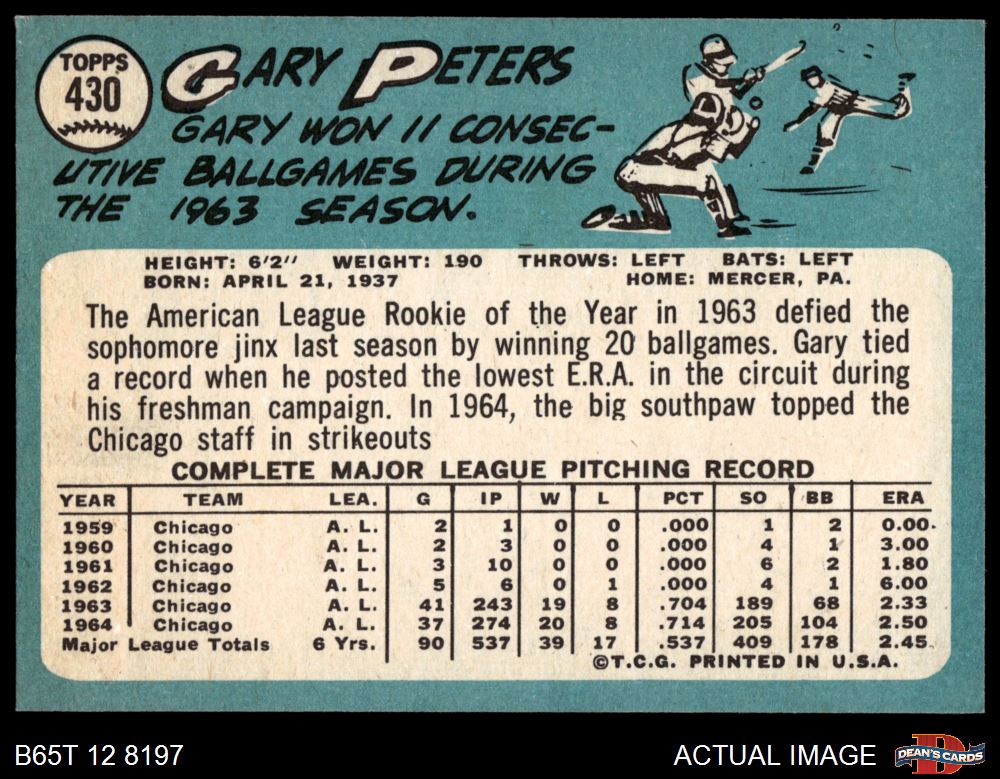 TOPPS
430
GARY PETERS
GARY WON 11 CONSEC-
UTIVE BALLGAMES DURING
THE 1963 SEASON.
HEIGHT: 6'2" WEIGHT: 190 THROWS: LEFT BATS: LEFT
BORN: APRIL 21, 1937 HOME: MERCER, PA.
The American League Rookie of the Year in 1963 defied the
sophomore jinx last season by winning 20 ballgames. Gary tied
a record when he posted the lowest E.R.A. in the circuit during
his freshman campaign. In 1964, the big southpaw topped the
Chicago staff in strikeouts
COMPLETE MAJOR LEAGUE PITCHING RECORD
YEAR TEAM LEA. G IP W L PCT SO BB ERA
1959 Chicago A. L. 2 1 0 0 .000 1 2 0.00
1960 Chicago A. L. 2 3 0 0 .000 4 1 3.00
1961 Chicago A. L. 3 10 0 0 .000 6 2 1.80
1962 Chicago A. L. 5 6 0 1 .000 4 1 6.00
1963 Chicago A. L. 41 243 19 8 .704 189 68 2.33
1964 Chicago A. L. 37 274 20 8 .714 205 104 2.50
Major League Totals 6 Yrs. 90 537 39 17 .537 409 178 2.45
©T.C.G. PRINTED IN U.S.A.
B65T 12 8197 ACTUAL IMAGE
D
DEAN'S CARDS